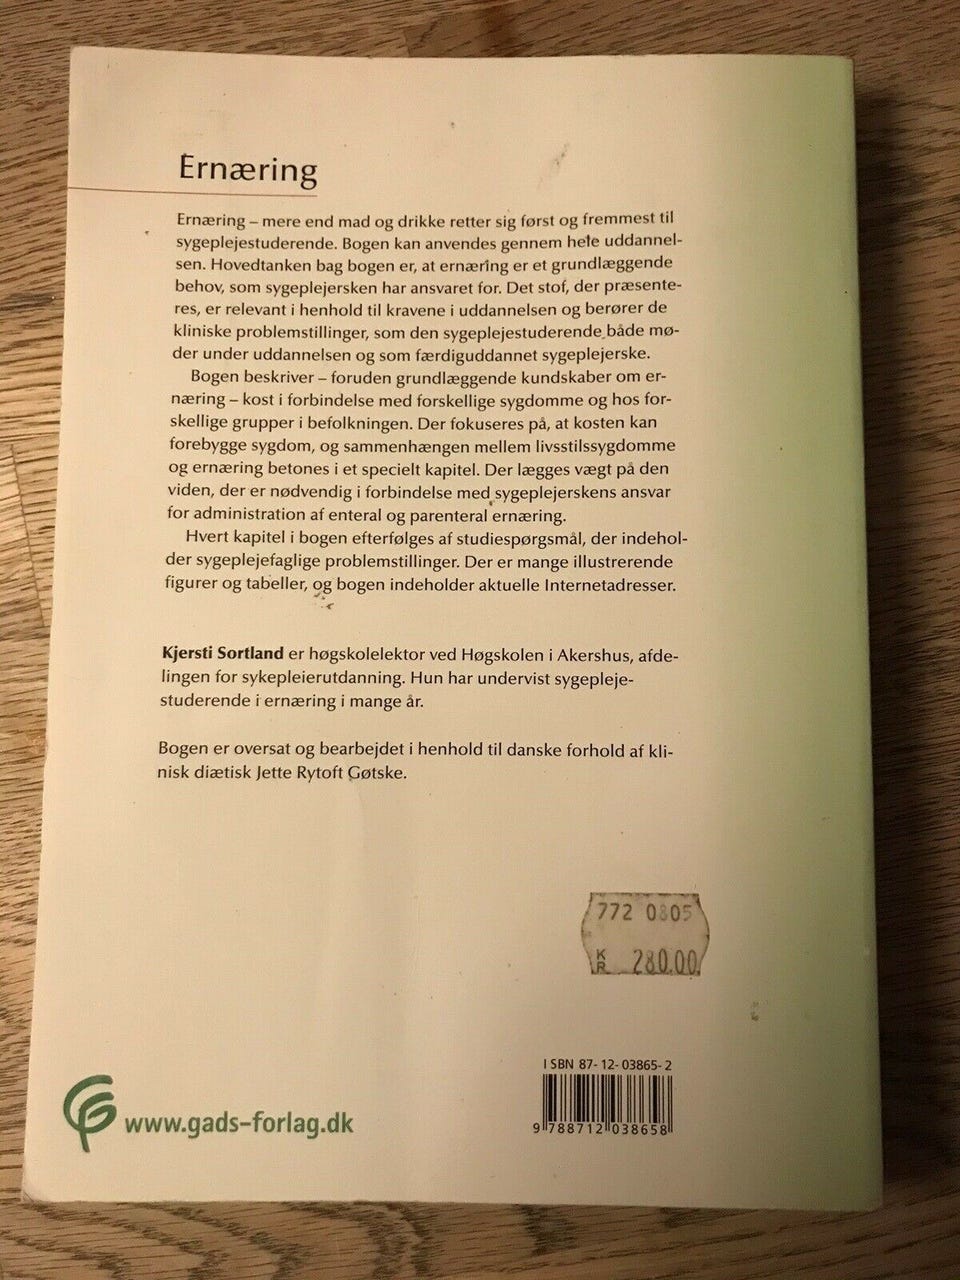 Ernæring
Ernæring – mere end mad og drikke retter sig først og fremmest til
sygeplejestuderende. Bogen kan anvendes gennem hele uddannel-
sen. Hovedtanken bag bogen er, at ernæring er et grundlæggende
behov, som sygeplejersken har ansvaret for. Det stof, der præsente-
res, er relevant i henhold til kravene i uddannelsen og berører de
kliniske problemstillinger, som den sygeplejestuderende både mø-
der under uddannelsen og som færdiguddannet sygeplejerske.
Bogen beskriver – foruden grundlæggende kundskaber om er-
næring – kost i forbindelse med forskellige sygdomme og hos for-
skellige grupper i befolkningen. Der fokuseres på, at kosten kan
forebygge sygdom, og sammenhængen mellem livsstilssygdomme
og ernæring betones i et specielt kapitel. Der lægges vægt på den
viden, der er nødvendig i forbindelse med sygeplejerskens ansvar
for administration af enteral og parenteral ernæring.
Hvert kapitel i bogen efterfølges af studiespørgsmål, der indehol-
der sygeplejefaglige problemstillinger. Der er mange illustrerende
figurer og tabeller, og bogen indeholder aktuelle Internetadresser.
Kjersti Sortland er høgskolelektor ved Høgskolen i Akershus, afde-
lingen for sykepleierutdanning. Hun har undervist sygepleje-
studerende i ernæring i mange år.
Bogen er oversat og bearbejdet i henhold til danske forhold af kli-
nisk diætisk Jette Rytoft Gøtske.
772 0805
KR 280.00
ISBN 87-12-03865-2
9 788712 038658
www.gads-forlag.dk